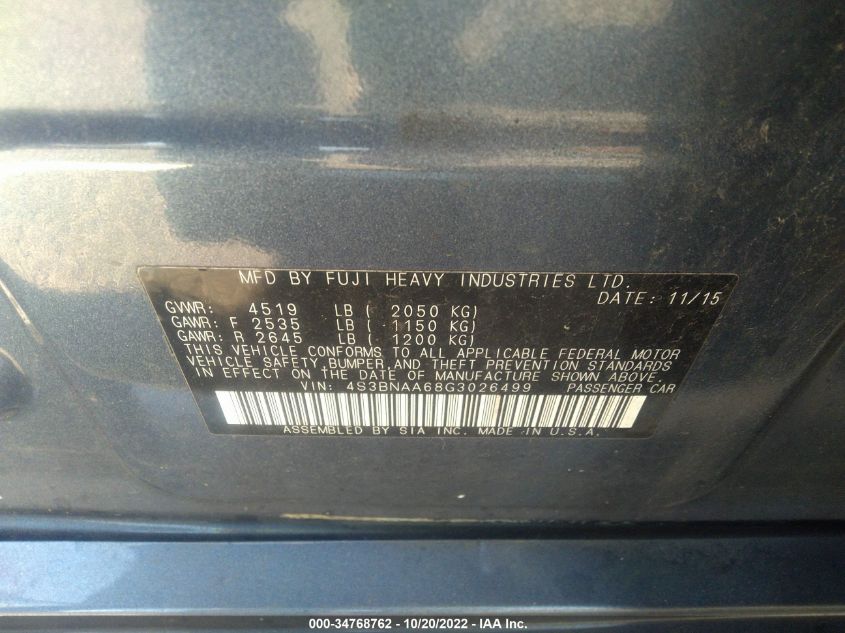 MFD BY FUJI HEAVY INDUSTRIES LTD.
DATE: 11/15
GVWR: 4519 LB ( 2050 KG)
GAWR: F 2535 LB ( 1150 KG)
GAWR: R 2645 LB ( 1200 KG)
THIS VEHICLE CONFORMS TO ALL APPLICABLE FEDERAL MOTOR
VEHICLE SAFETY, BUMPER, AND THEFT PREVENTION STANDARDS
IN EFFECT ON THE DATE OF MANUFACTURE SHOWN ABOVE.
VIN: 4S3BNAA68G3026499 PASSENGER CAR
ASSEMBLED BY SIA INC. MADE IN U.S.A.
000-34768762 - 10/20/2022 - IAA Inc.